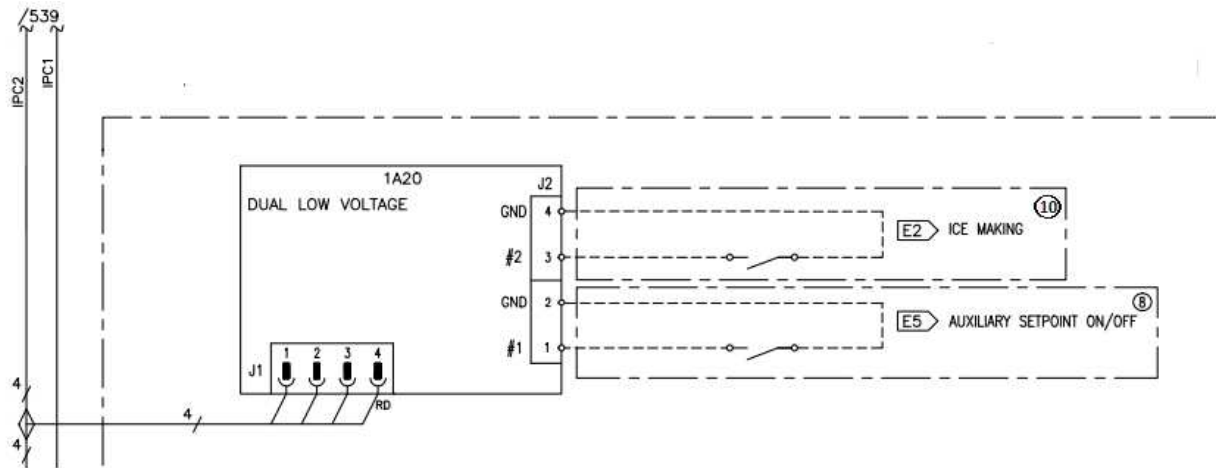 /539
IPC2
IPC1
1A20
DUAL LOW VOLTAGE
J2
GND 4
#2 3
GND 2
#1 1
10
E2 ICE MAKING
8
E5 AUXILIARY SETPOINT ON/OFF
J1 1 2 3 4
RD
4
4
4